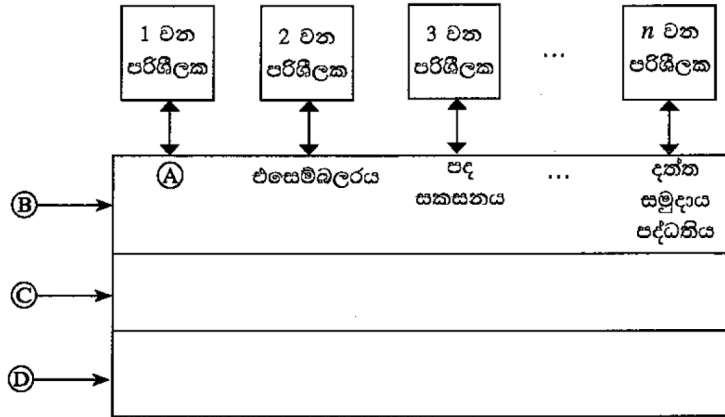 1 වන
පරිශීලක
2 වන
පරිශීලක
3 වන
පරිශීලක
...
n වන
පරිශීලක
A
එසෙම්බලරය
පද
සකසනය
...
දත්ත
සමුදාය
පද්ධතිය
B
C
D